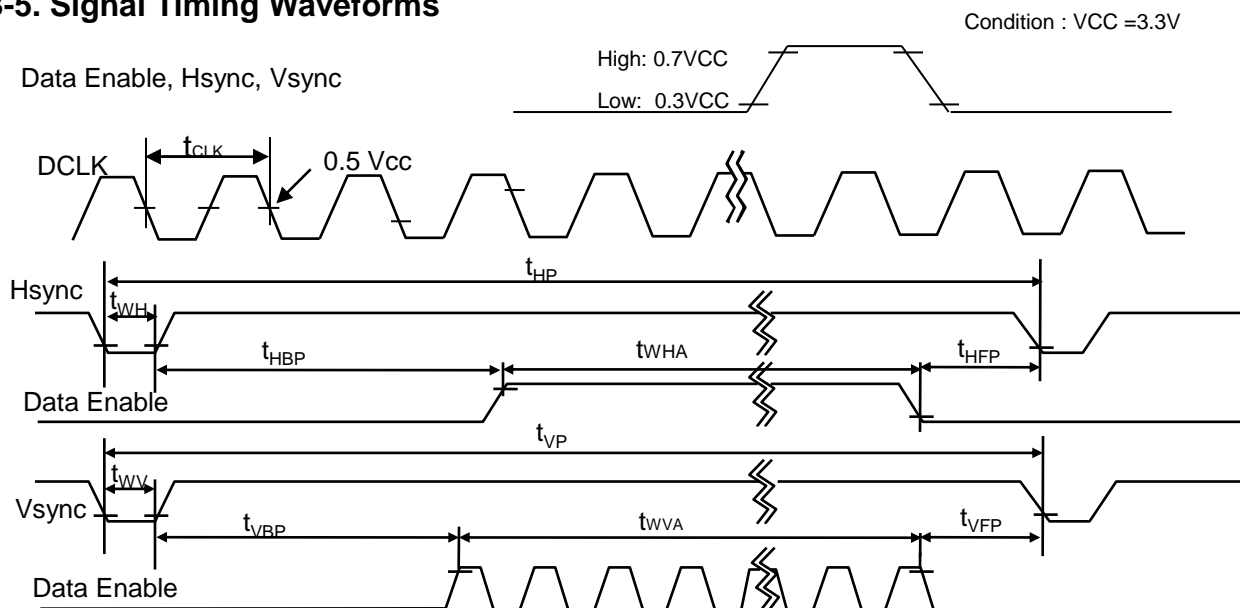 3-5. Signal Timing Waveforms
Condition : VCC =3.3V
Data Enable, Hsync, Vsync
High: 0.7VCC
Low: 0.3VCC
DCLK
tCLK
0.5 Vcc
tHP
Hsync
tWH
tHBP
tWHA
tHFP
Data Enable
tVP
tWV
Vsync
tVBP
tWVA
tVFP
Data Enable